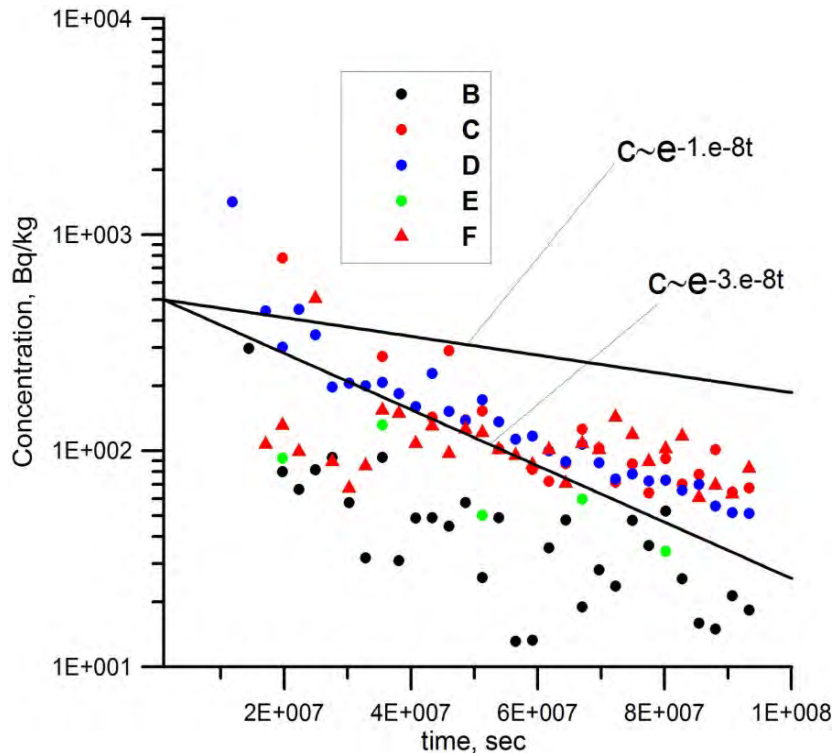 1E+004
1E+003
1E+002
1E+001
Concentration, Bq/kg
B
C
D
E
F
c~e-1.e-8t
c~e-3.e-8t
2E+007 4E+007 6E+007 8E+007 1E+008
time, sec